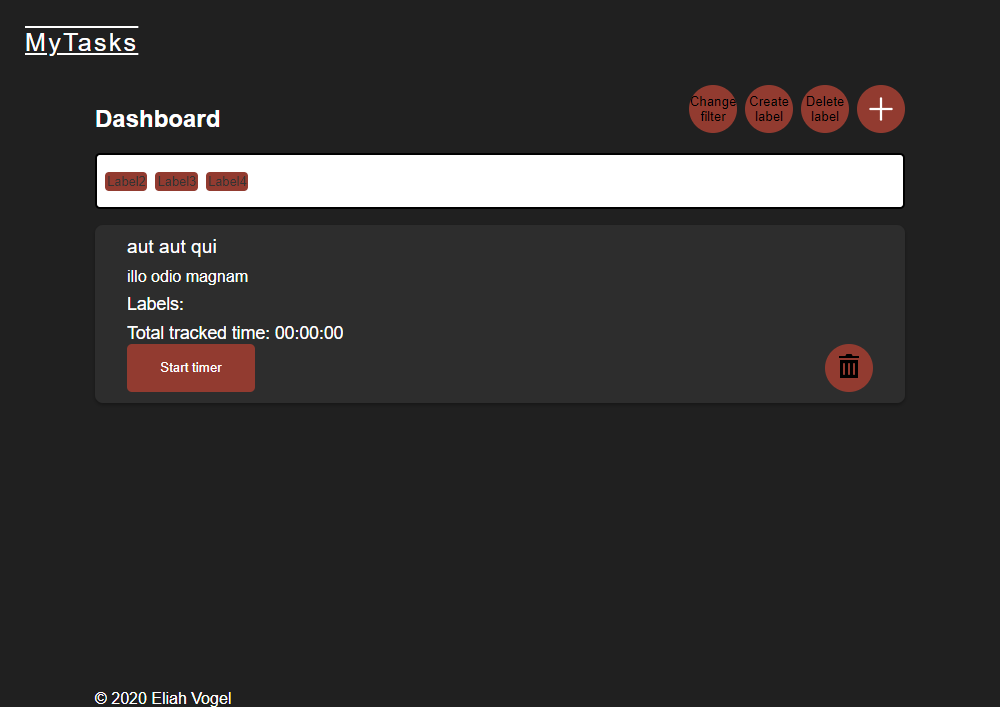 MyTasks
Dashboard
Change
filter
Create
label
Delete
label
Label2 Label3 Label4
aut aut qui
illo odio magnam
Labels:
Total tracked time: 00:00:00
Start timer
© 2020 Eliah Vogel